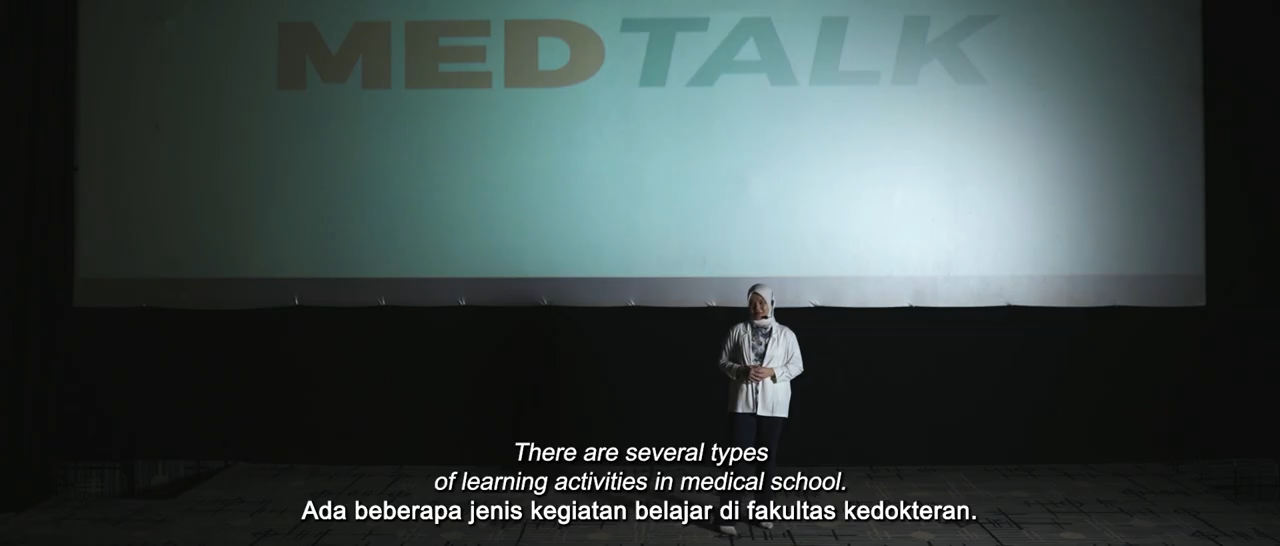 MEDTALK
There are several types
of learning activities in medical school.
Ada beberapa jenis kegiatan belajar di fakultas kedokteran.